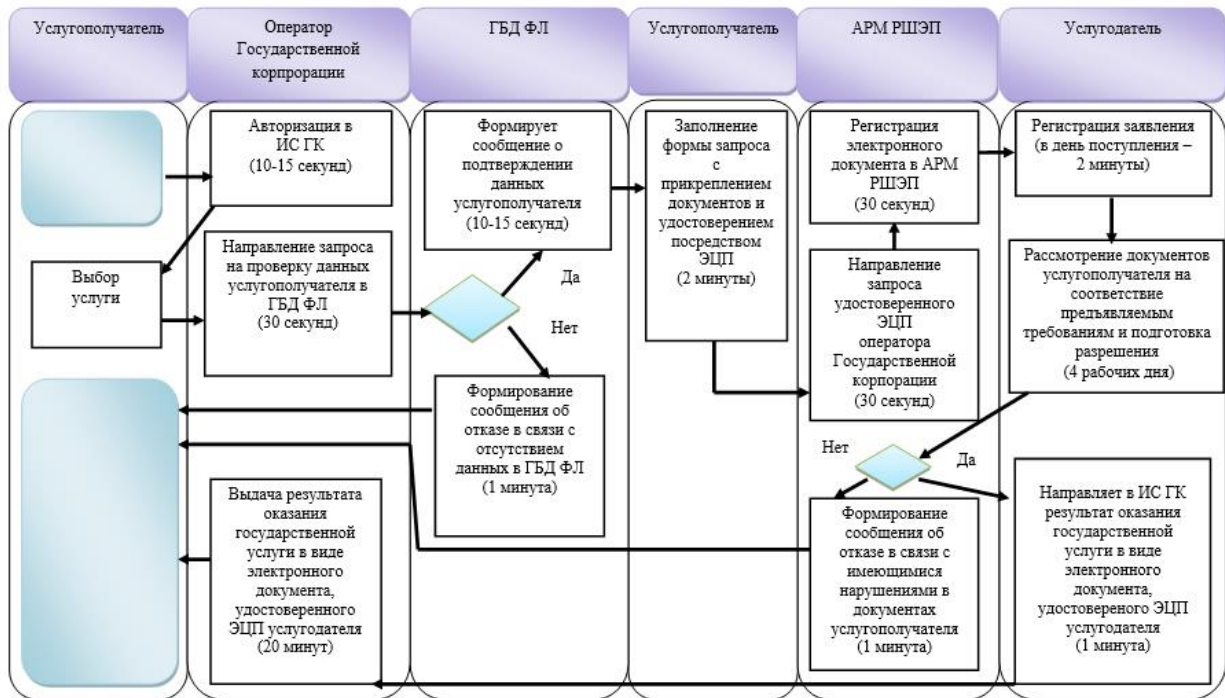 Услугополучатель
Оператор
Государственной
корпрорации
ГБД ФЛ
Услугополучатель
АРМ РШЭП
Услугодатель
Авторизация в
ИС ГК
(10-15 секунд)
Выбор
услуги
Направление запроса
на проверку данных
услугополучателя в
ГБД ФЛ
(30 секунд)
Формирует
сообщение о
подтверждении
данных
услугополучателя
(10-15 секунд)
Да
Нет
Формирование
сообщения об
отказе в связи с
отсутствием
данных в ГБД ФЛ
(1 минута)
Заполнение
формы запроса
с
прикреплением
документов и
удостоверением
посредством
ЭЦП
(2 минуты)
Направление
запроса
удостоверенного
ЭЦП
оператора
Государственной
корпорации
(30 секунд)
Регистрация
электронного
документа в АРМ
РШЭП
(30 секунд)
Регистрация заявления
(в день поступления –
2 минуты)
Рассмотрение документов
услугополучателя на
соответствие
предъявляемым
требованиям и подготовка
разрешения
(4 рабочих дня)
Нет
Да
Формирование
сообщения об
отказе в связи с
имеющимися
нарушениями в
документах
услугополучателя
(1 минута)
Направляет в ИС ГК
результат оказания
государственной
услуги в виде
электронного
документа,
удостовереного ЭЦП
услугодателя
(1 минута)
Выдача результата
оказания
государственной
услуги в виде
электронного
документа,
удостоверенного
ЭЦП услугодателя
(20 минут)